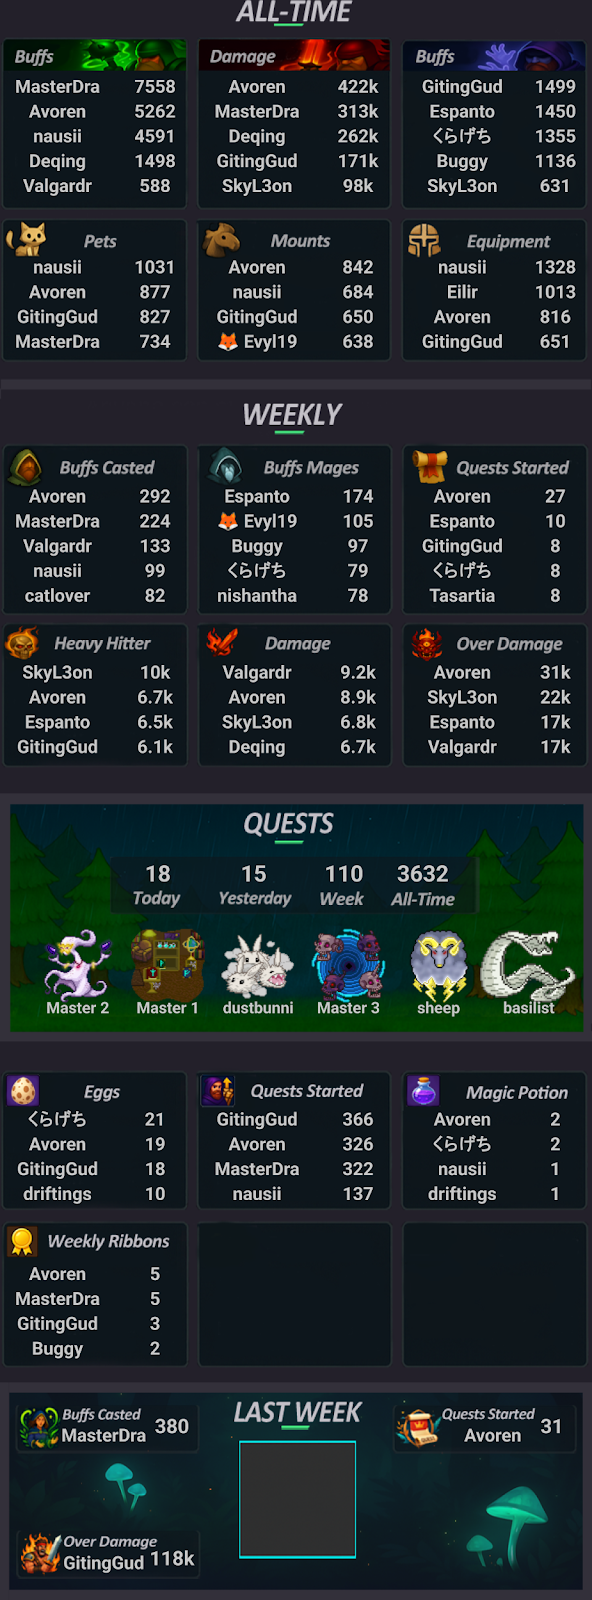 ALL-TIME
Buffs
MasterDra 7558
Avoren 5262
nausii 4591
Deqing 1498
Valgardr 588
Damage
Avoren 422k
MasterDra 313k
Deqing 262k
GitingGud 171k
SkyL3on 98k
Buffs
GitingGud 1499
Espanto 1450
くらげち 1355
Buggy 1136
SkyL3on 631
Pets
nausii 1031
Avoren 877
GitingGud 827
MasterDra 734
Mounts
Avoren 842
nausii 684
GitingGud 650
🦊 Evyl19 638
Equipment
nausii 1328
Eilir 1013
Avoren 816
GitingGud 651
WEEKLY
Buffs Casted
Avoren 292
MasterDra 224
Valgardr 133
nausii 99
catlover 82
Buffs Mages
Espanto 174
🦊 Evyl19 105
Buggy 97
くらげち 79
nishantha 78
Quests Started
Avoren 27
Espanto 10
GitingGud 8
くらげち 8
Tasartia 8
Heavy Hitter
SkyL3on 10k
Avoren 6.7k
Espanto 6.5k
GitingGud 6.1k
Damage
Valgardr 9.2k
Avoren 8.9k
SkyL3on 6.8k
Deqing 6.7k
Over Damage
Avoren 31k
SkyL3on 22k
Espanto 17k
Valgardr 17k
QUESTS
18 15 110 3632
Today Yesterday Week All-Time
Master 2 Master 1 dustbunni Master 3 sheep basilist
Eggs
くらげち 21
Avoren 19
GitingGud 18
driftings 10
Quests Started
GitingGud 366
Avoren 326
MasterDra 322
nausii 137
Magic Potion
Avoren 2
くらげち 2
nausii 1
driftings 1
Weekly Ribbons
Avoren 5
MasterDra 5
GitingGud 3
Buggy 2
LAST WEEK
Buffs Casted
MasterDra 380
Quests Started
Avoren 31
Over Damage
GitingGud 118k